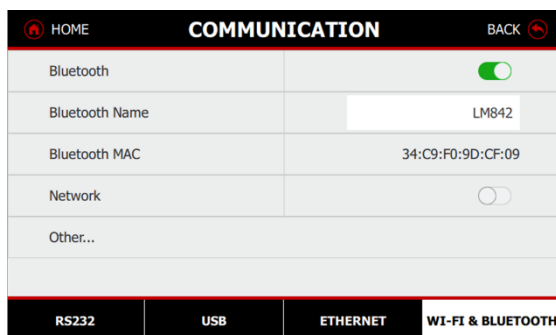 HOME COMMUNICATION BACK
Bluetooth
Bluetooth Name LM842
Bluetooth MAC 34:C9:F0:9D:CF:09
Network
Other...
RS232 USB ETHERNET WI-FI & BLUETOOTH